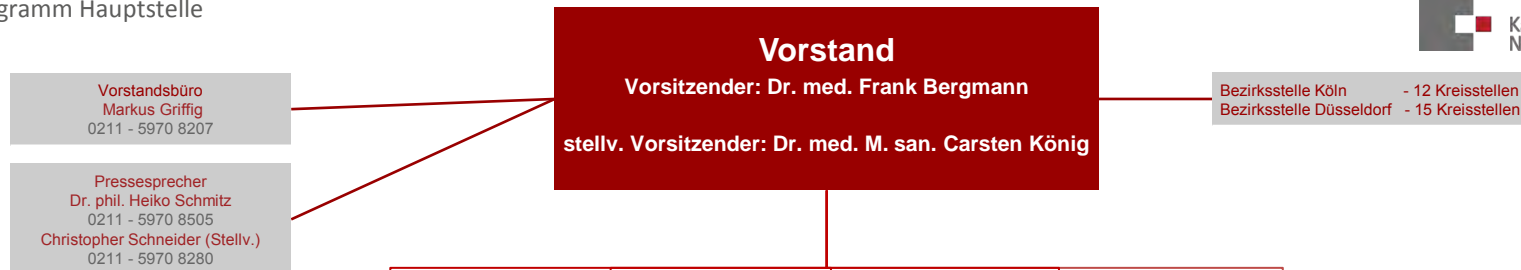 gramm Hauptstelle
Vorstand
Vorsitzender: Dr. med. Frank Bergmann
stellv. Vorsitzender: Dr. med. M. san. Carsten König
Vorstandsbüro
Markus Griffig
0211 - 5970 8207
Pressesprecher
Dr. phil. Heiko Schmitz
0211 - 5970 8505
Christopher Schneider (Stellv.)
0211 - 5970 8280
Bezirksstelle Köln - 12 Kreisstellen
Bezirksstelle Düsseldorf - 15 Kreisstellen